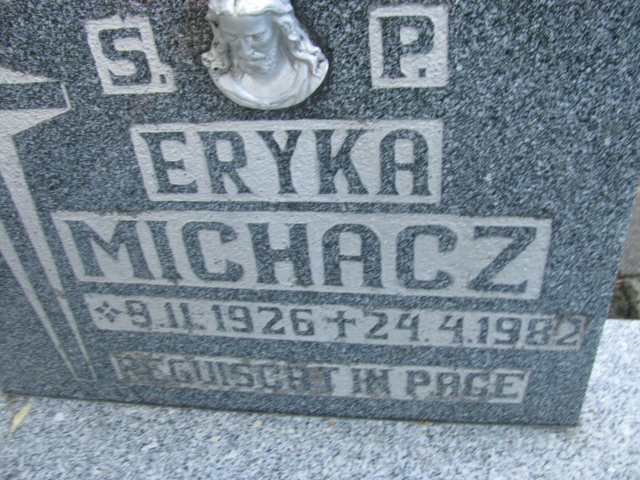 Ś. P.
ERYKA
MICHACZ
* 9.11.1926 † 24.4.1982
REQUISCAT IN PACE